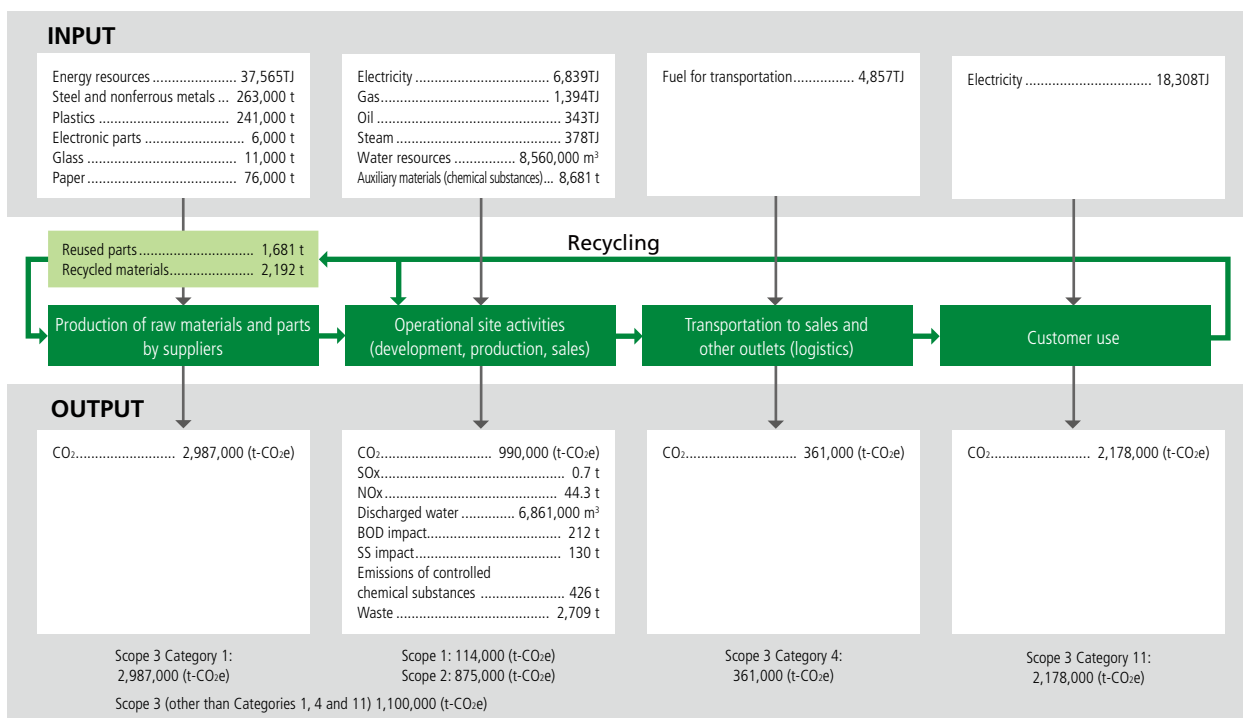 INPUT
Energy resources ...................... 37,565TJ
Steel and nonferrous metals ... 263,000 t
Plastics ................................. 241,000 t
Electronic parts ......................... 6,000 t
Glass ....................................... 11,000 t
Paper ....................................... 76,000 t
Electricity ................................... 6,839TJ
Gas ............................................ 1,394TJ
Oil ................................................ 343TJ
Steam ........................................... 378TJ
Water resources ................ 8,560,000 m³
Auxiliary materials (chemical substances)... 8,681 t
Fuel for transportation ................ 4,857TJ
Electricity ................................. 18,308TJ
Reused parts .............................. 1,681 t
Recycled materials ...................... 2,192 t
Recycling
Production of raw materials and parts
by suppliers
Operational site activities
(development, production, sales)
Transportation to sales and
other outlets (logistics)
Customer use
OUTPUT
CO₂ .......................... 2,987,000 (t-CO₂e)
CO₂ ............................. 990,000 (t-CO₂e)
SOx ................................................ 0.7 t
NOx .............................................. 44.3 t
Discharged water .............. 6,861,000 m³
BOD impact ................................... 212 t
SS impact ...................................... 130 t
Emissions of controlled
chemical substances ...................... 426 t
Waste ........................................ 2,709 t
CO₂ ............................. 361,000 (t-CO₂e)
CO₂ .......................... 2,178,000 (t-CO₂e)
Scope 3 Category 1:
2,987,000 (t-CO₂e)
Scope 1: 114,000 (t-CO₂e)
Scope 2: 875,000 (t-CO₂e)
Scope 3 Category 4:
361,000 (t-CO₂e)
Scope 3 Category 11:
2,178,000 (t-CO₂e)
Scope 3 (other than Categories 1, 4 and 11) 1,100,000 (t-CO₂e)